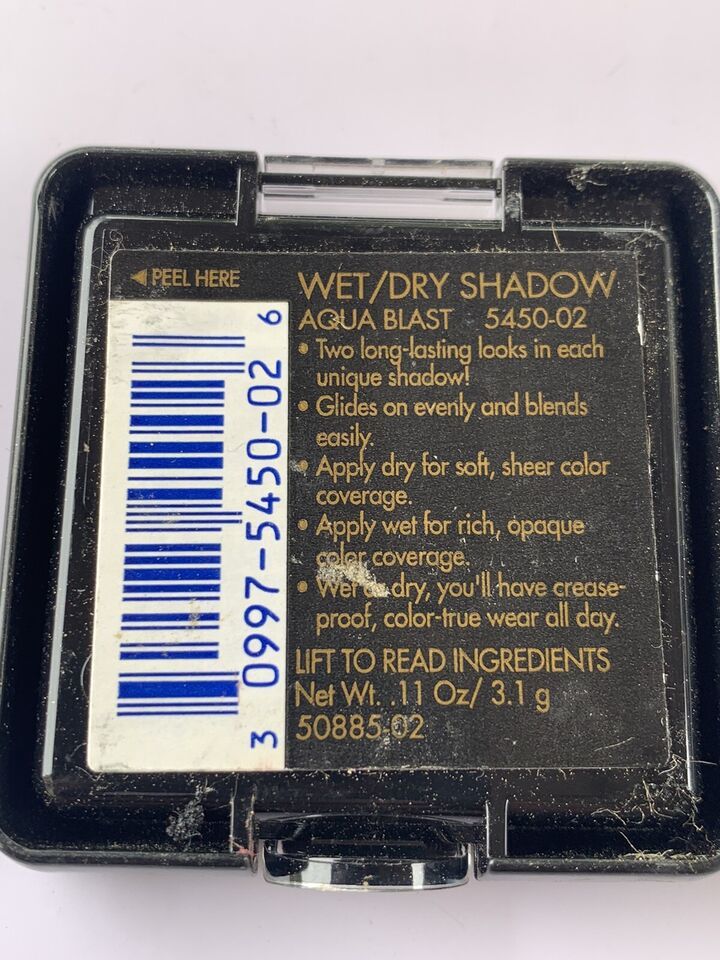 ◀ PEEL HERE
WET/DRY SHADOW
AQUA BLAST 5450-02
• Two long-lasting looks in each
unique shadow!
• Glides on evenly and blends
easily.
• Apply dry for soft, sheer color
coverage.
• Apply wet for rich, opaque
color coverage.
• Wet or dry, you'll have crease-
proof, color-true wear all day.
LIFT TO READ INGREDIENTS
Net Wt. .11 Oz/ 3.1 g
50885-02
3 0997-5450-02 6